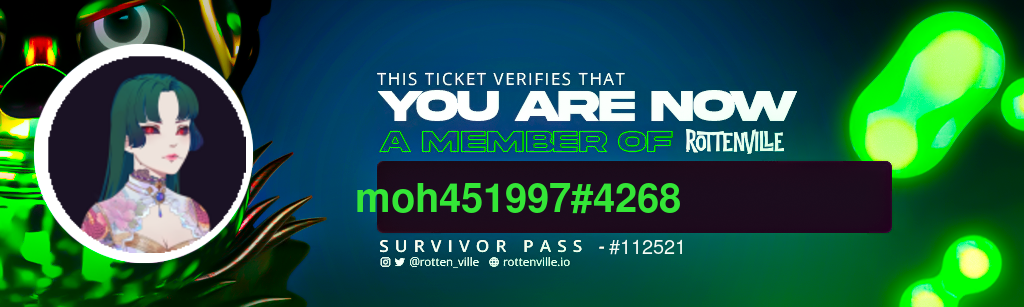 THIS TICKET VERIFIES THAT
YOU ARE NOW
A MEMBER OF ROTTENVILLE
moh451997#4268
SURVIVOR PASS - #112521
@rotten_ville rottenville.io